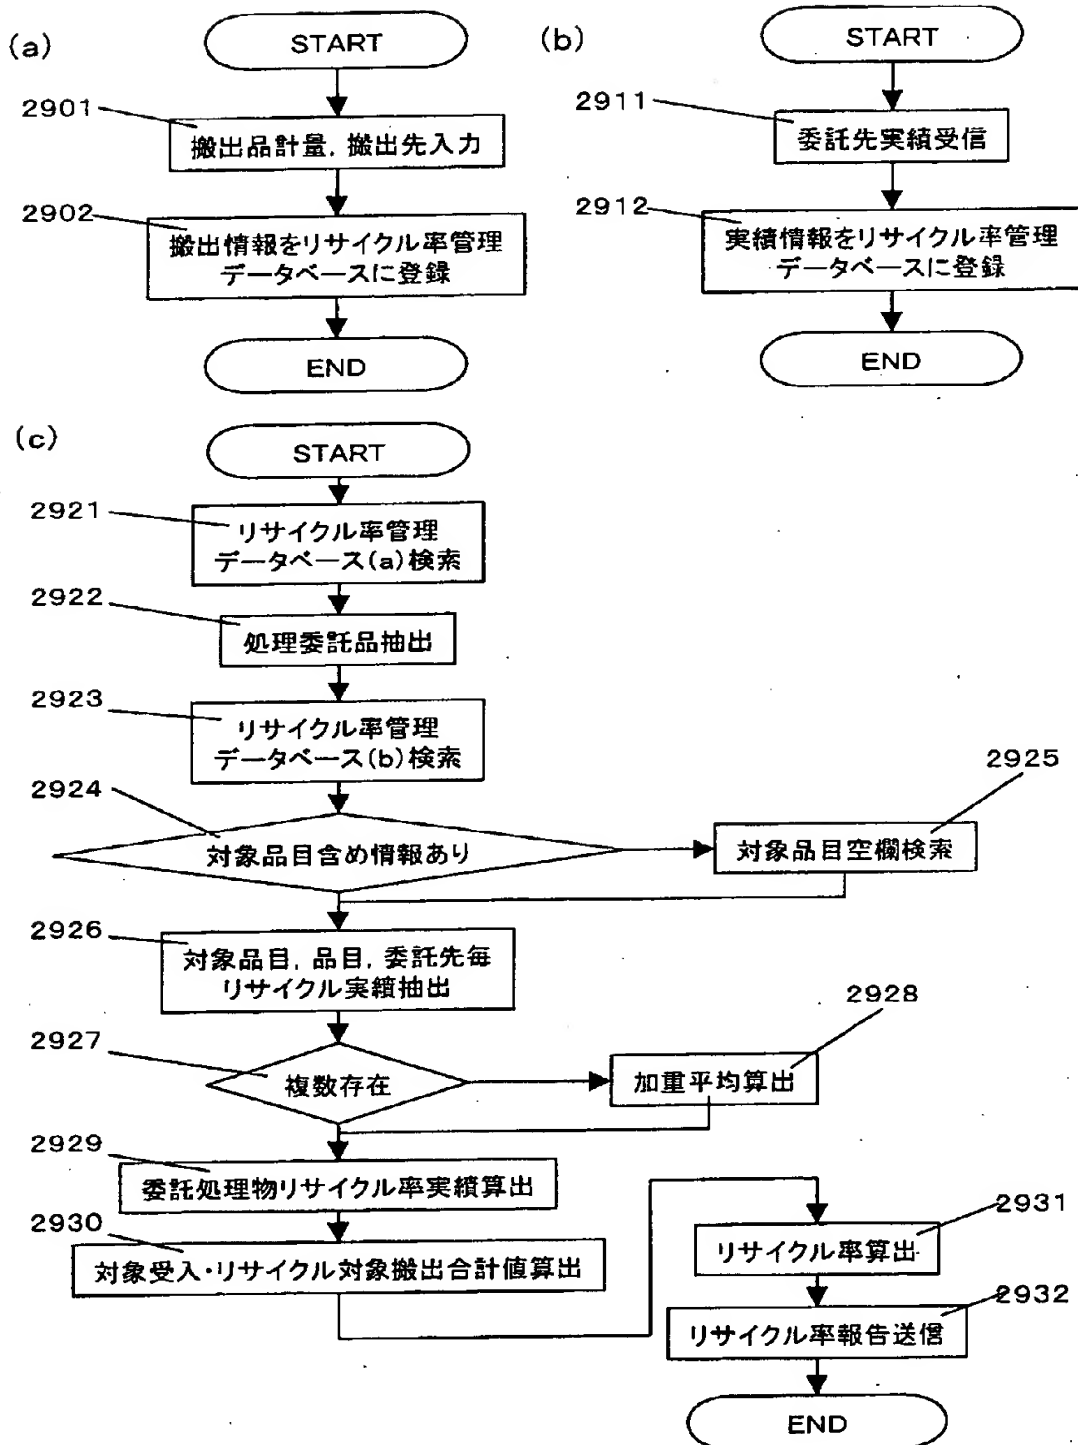 (a)
START
2901
搬出品計量, 搬出先入力
2902
搬出情報をリサイクル率管理
データベースに登録
END
(b)
START
2911
委託先実績受信
2912
実績情報をリサイクル率管理
データベースに登録
END
(c)
START
2921
リサイクル率管理
データベース(a)検索
2922
処理委託品抽出
2923
リサイクル率管理
データベース(b)検索
2924
対象品目含め情報あり
2925
対象品目空欄検索
2926
対象品目, 品目, 委託先毎
リサイクル実績抽出
2927
複数存在
2928
加重平均算出
2929
委託処理物リサイクル率実績算出
2930
対象受入・リサイクル対象搬出合計値算出
2931
リサイクル率算出
2932
リサイクル率報告送信
END